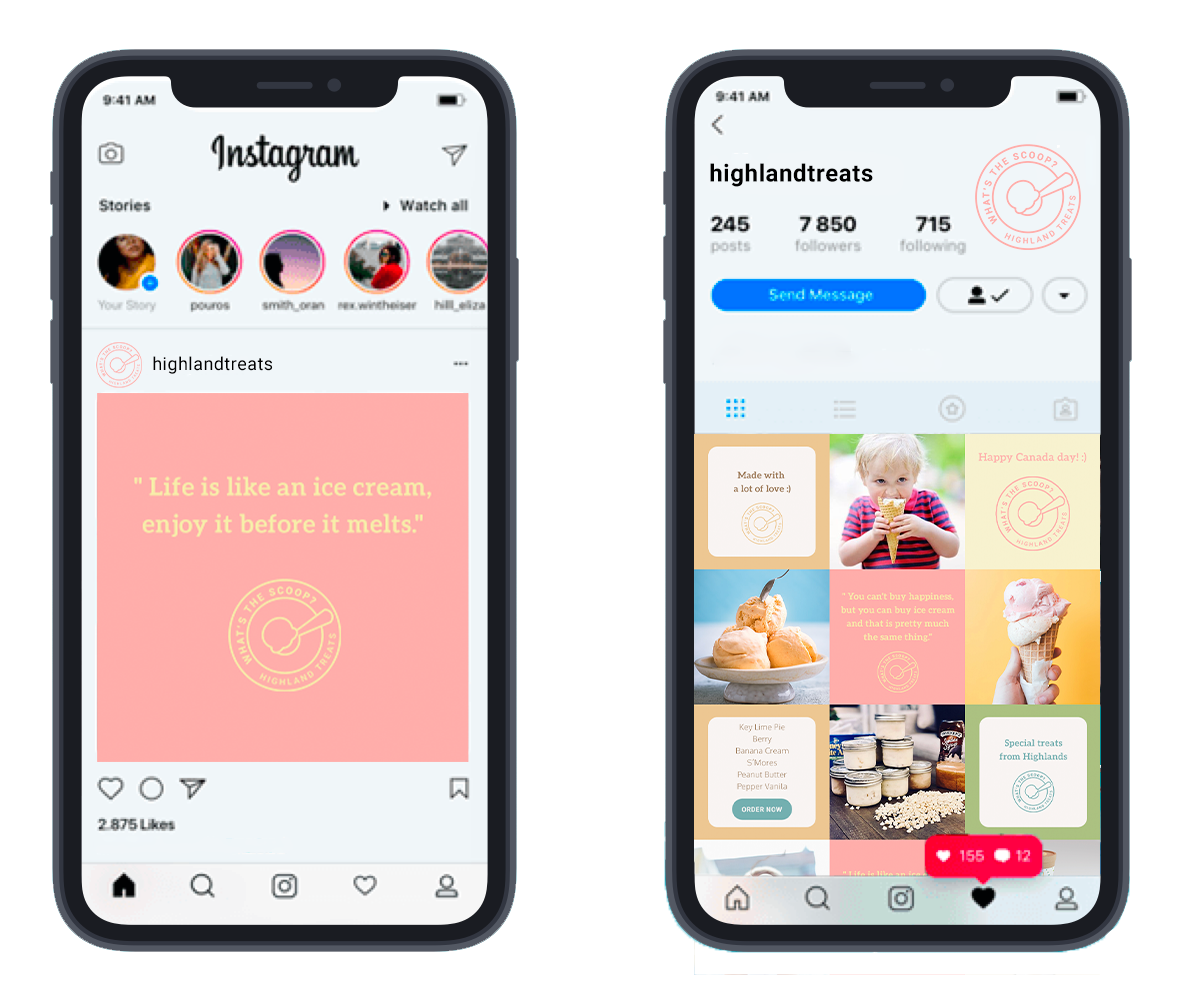 9:41 AM
Instagram
Stories
Watch all
Your Story
pouros
smith_oran
rex.wintheiser
hill_eliza
highlandtreats
" Life is like an ice cream,
enjoy it before it melts."
WHAT'S THE SCOOP?
HIGHLAND TREATS
2.875 Likes
9:41 AM
highlandtreats
WHAT'S THE SCOOP?
HIGHLAND TREATS
245
7 850
715
posts
followers
following
Send Message
Made with
a lot of love :)
Happy Canada day! :)
WHAT'S THE SCOOP?
HIGHLAND TREATS
" You can't buy happiness,
but you can buy ice cream
and that is pretty much
the same thing."
Key Lime Pie
Berry
Banana Cream
S'Mores
Peanut Butter
Pepper Vanila
ORDER NOW
Special treats
from Highlands
155
12
" Life is like an ice